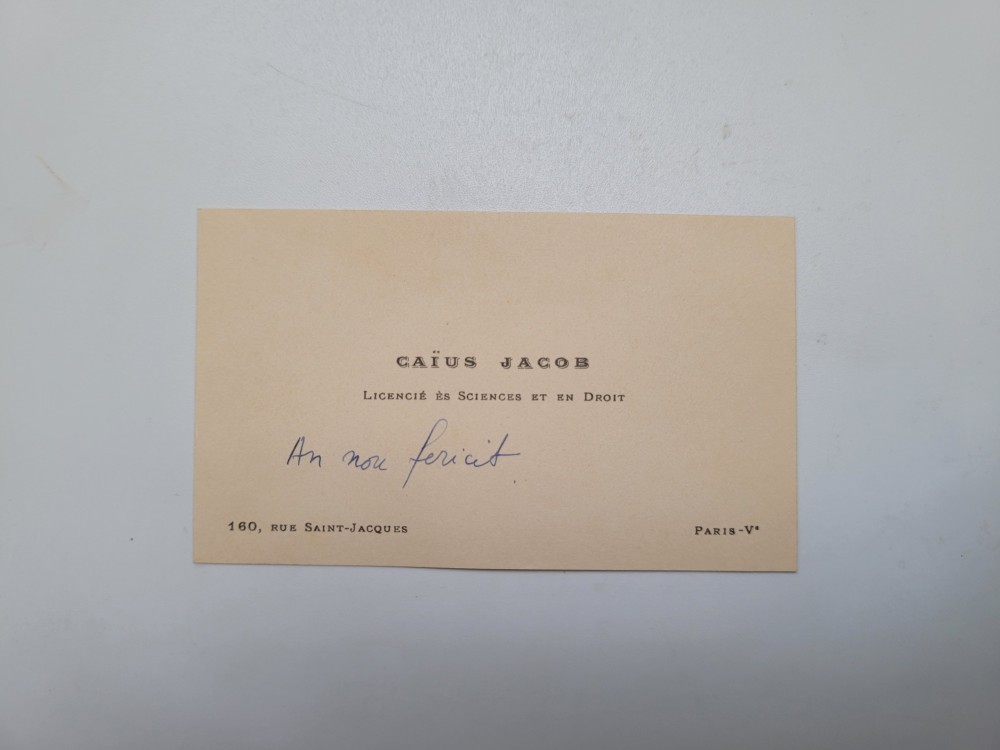 CAÏUS JACOB
LICENCIÉ ÈS SCIENCES ET EN DROIT
An nou fericit.
160, RUE SAINT-JACQUES
PARIS-Vᵉ